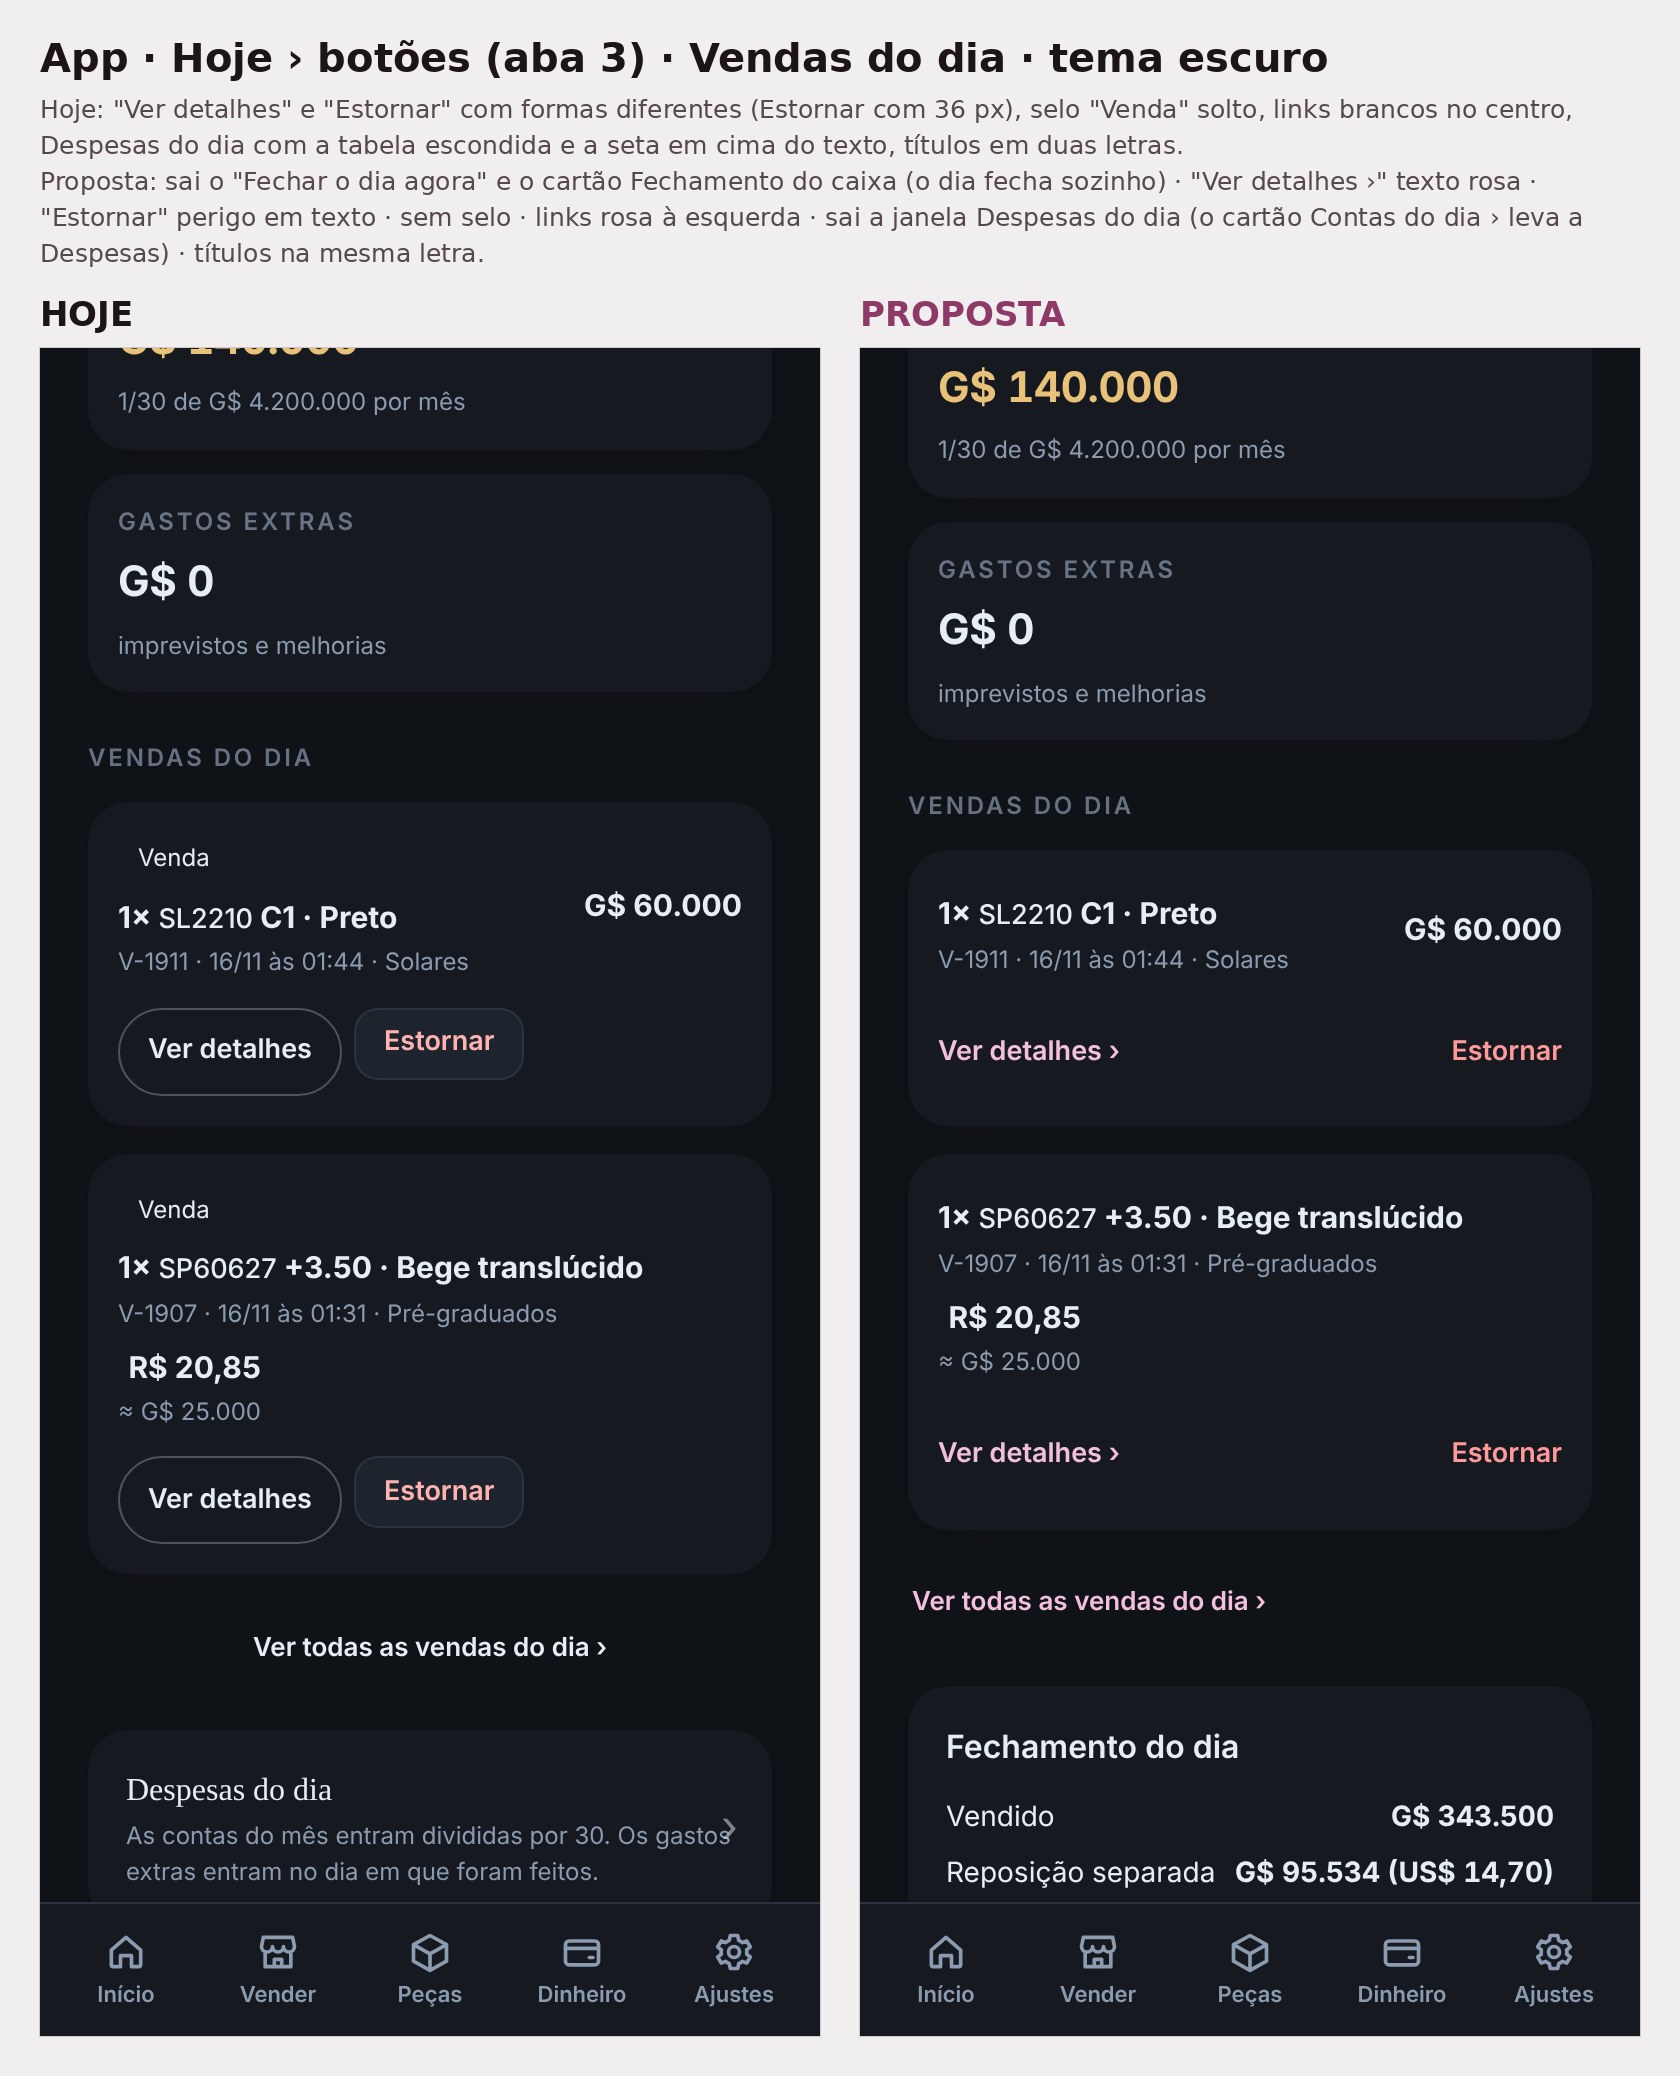 App · Hoje › botões (aba 3) · Vendas do dia · tema escuro
Hoje: "Ver detalhes" e "Estornar" com formas diferentes (Estornar com 36 px), selo "Venda" solto, links brancos no centro,
Despesas do dia com a tabela escondida e a seta em cima do texto, títulos em duas letras.
Proposta: sai o "Fechar o dia agora" e o cartão Fechamento do caixa (o dia fecha sozinho) · "Ver detalhes ›" texto rosa ·
"Estornar" perigo em texto · sem selo · links rosa à esquerda · sai a janela Despesas do dia (o cartão Contas do dia › leva a
Despesas) · títulos na mesma letra.
HOJE
G$ 140.000
1/30 de G$ 4.200.000 por mês
GASTOS EXTRAS
G$ 0
imprevistos e melhorias
VENDAS DO DIA
Venda
1× SL2210 C1 · Preto
G$ 60.000
V-1911 · 16/11 às 01:44 · Solares
Ver detalhes
Estornar
Venda
1× SP60627 +3.50 · Bege translúcido
V-1907 · 16/11 às 01:31 · Pré-graduados
R$ 20,85
≈ G$ 25.000
Ver detalhes
Estornar
Ver todas as vendas do dia ›
Despesas do dia
As contas do mês entram divididas por 30. Os gastos
›
extras entram no dia em que foram feitos.
Início
Vender
Peças
Dinheiro
Ajustes
PROPOSTA
G$ 140.000
1/30 de G$ 4.200.000 por mês
GASTOS EXTRAS
G$ 0
imprevistos e melhorias
VENDAS DO DIA
1× SL2210 C1 · Preto
G$ 60.000
V-1911 · 16/11 às 01:44 · Solares
Ver detalhes ›
Estornar
1× SP60627 +3.50 · Bege translúcido
V-1907 · 16/11 às 01:31 · Pré-graduados
R$ 20,85
≈ G$ 25.000
Ver detalhes ›
Estornar
Ver todas as vendas do dia ›
Fechamento do dia
Vendido G$ 343.500
Reposição separada G$ 95.534 (US$ 14,70)
Início
Vender
Peças
Dinheiro
Ajustes